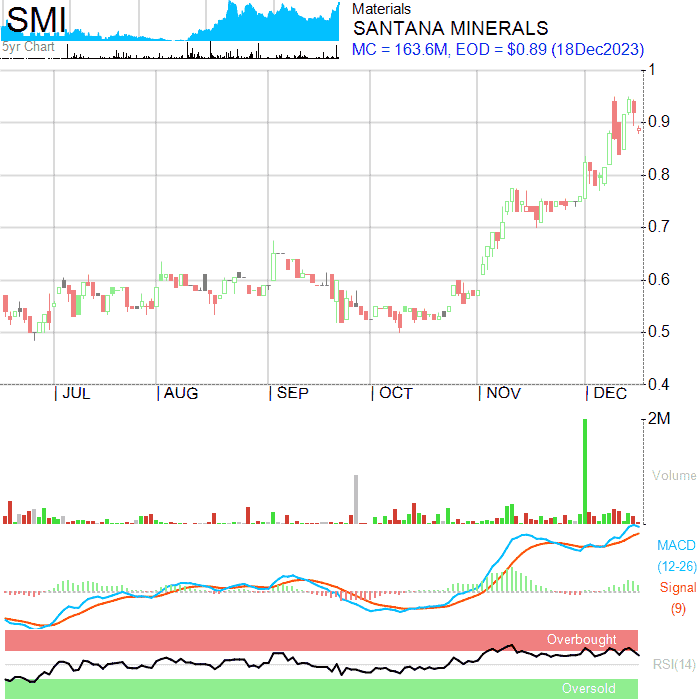 SMI
5yr Chart
Materials
SANTANA MINERALS
MC = 163.6M, EOD = $0.89 (18Dec2023)
1
0.9
0.8
0.7
0.6
0.5
0.4
JUL AUG SEP OCT NOV DEC
2M
Volume
MACD
(12-26)
Signal
(9)
Overbought
RSI(14)
Oversold